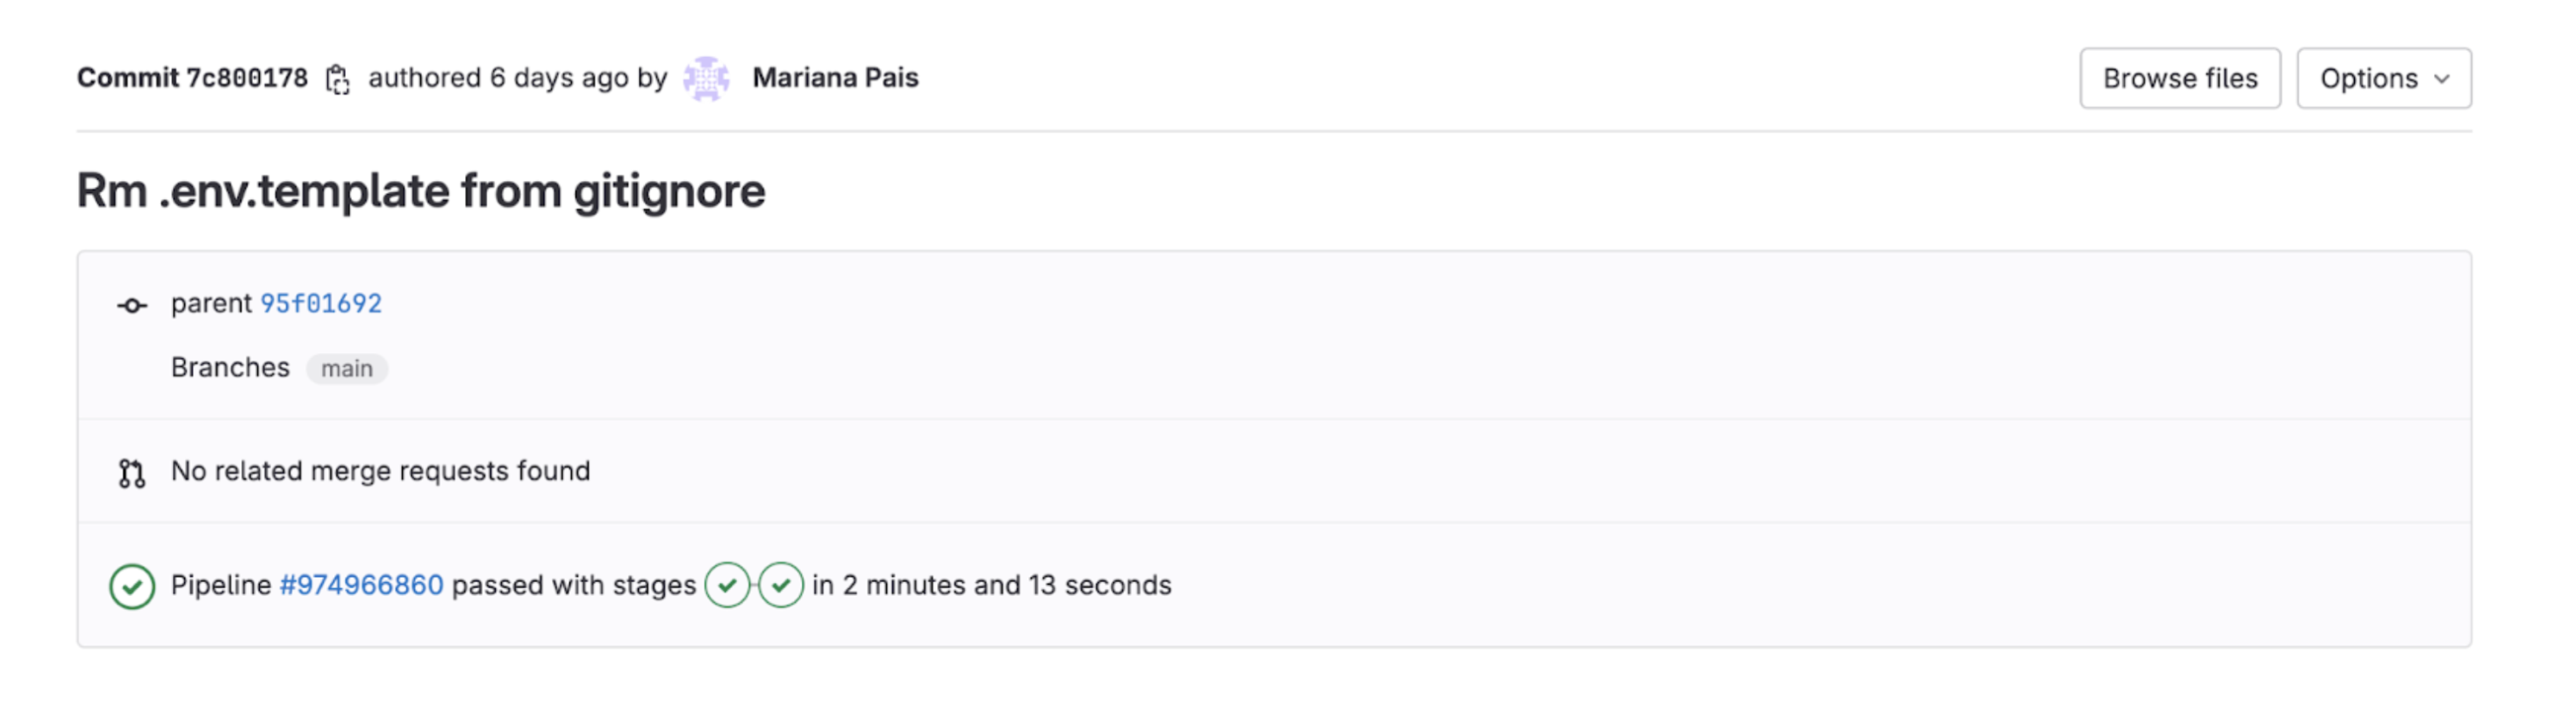 Commit 7c800178 authored 6 days ago by Mariana Pais Browse files Options
Rm .env.template from gitignore
parent 95f01692
Branches main
No related merge requests found
Pipeline #974966860 passed with stages in 2 minutes and 13 seconds